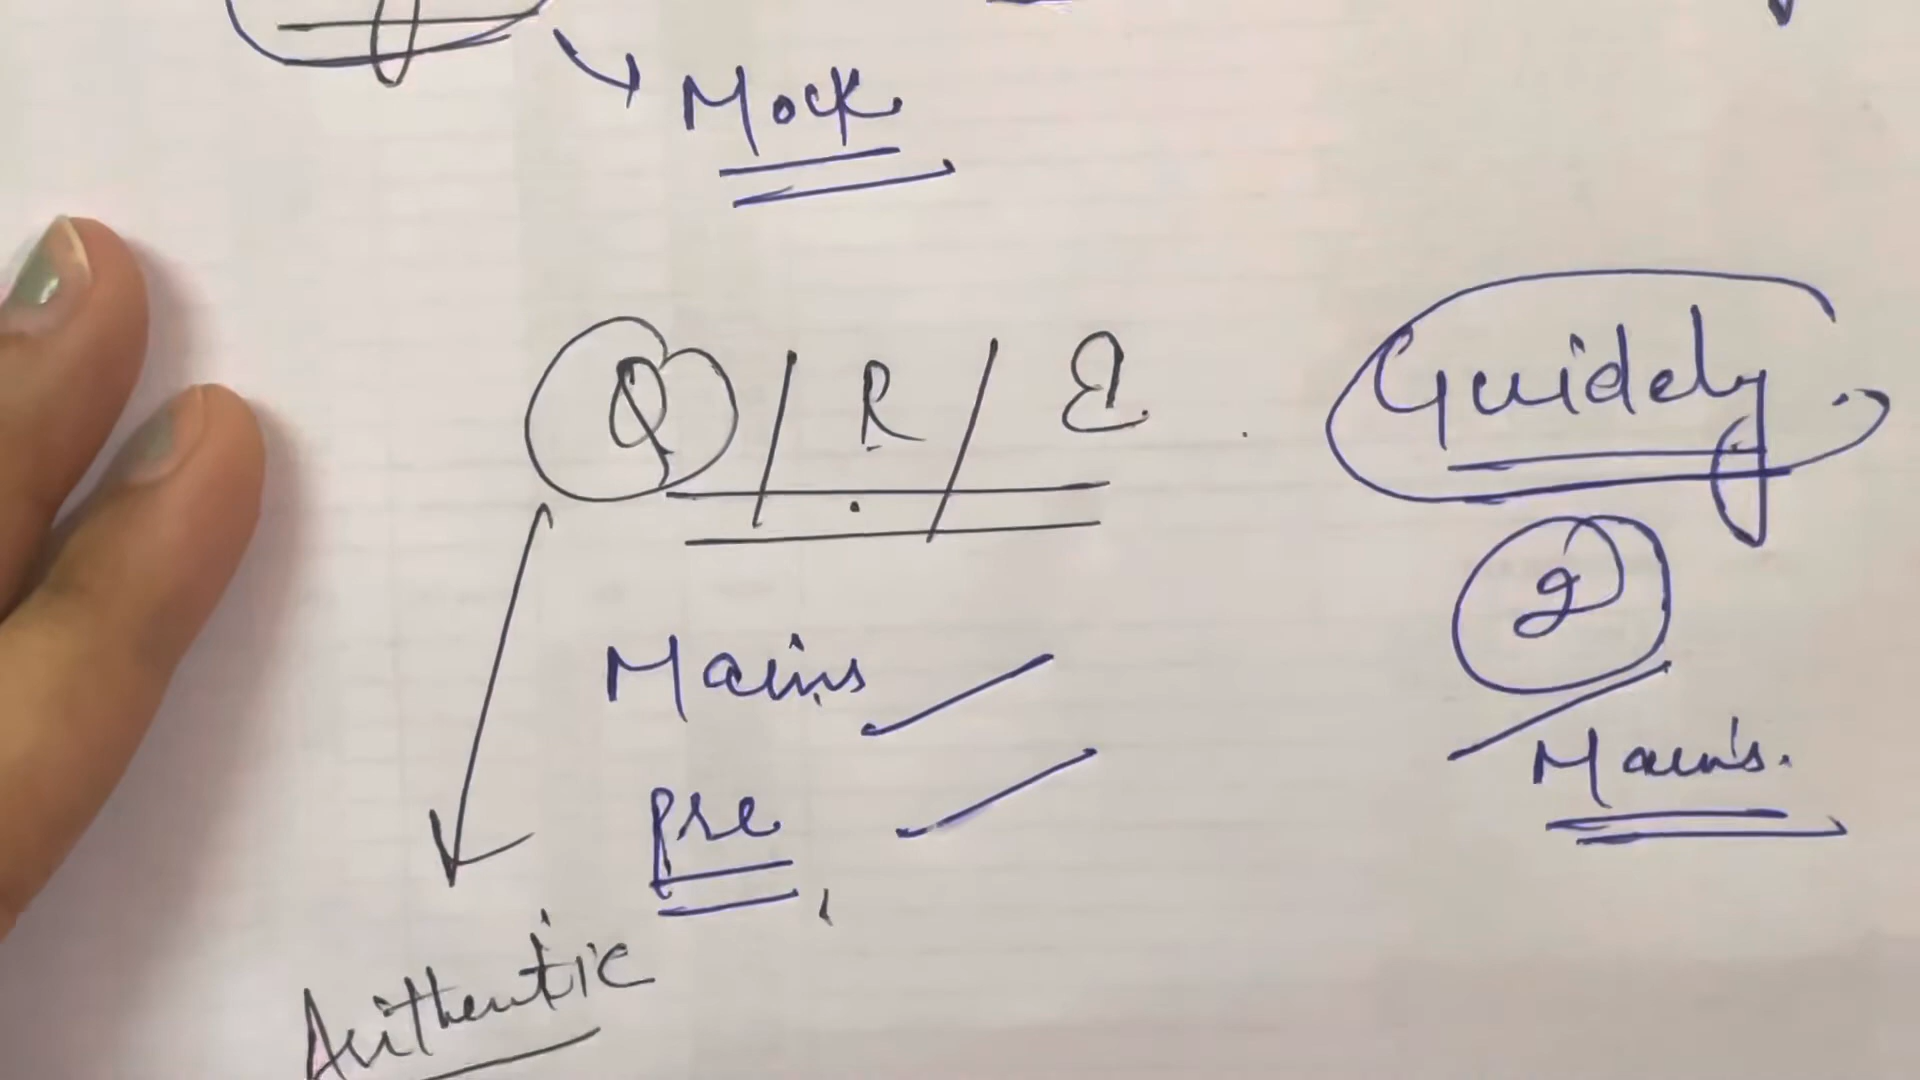 Mock
Q / R / E
Guidely
2
Mains
Mains.
Pre
Authentic